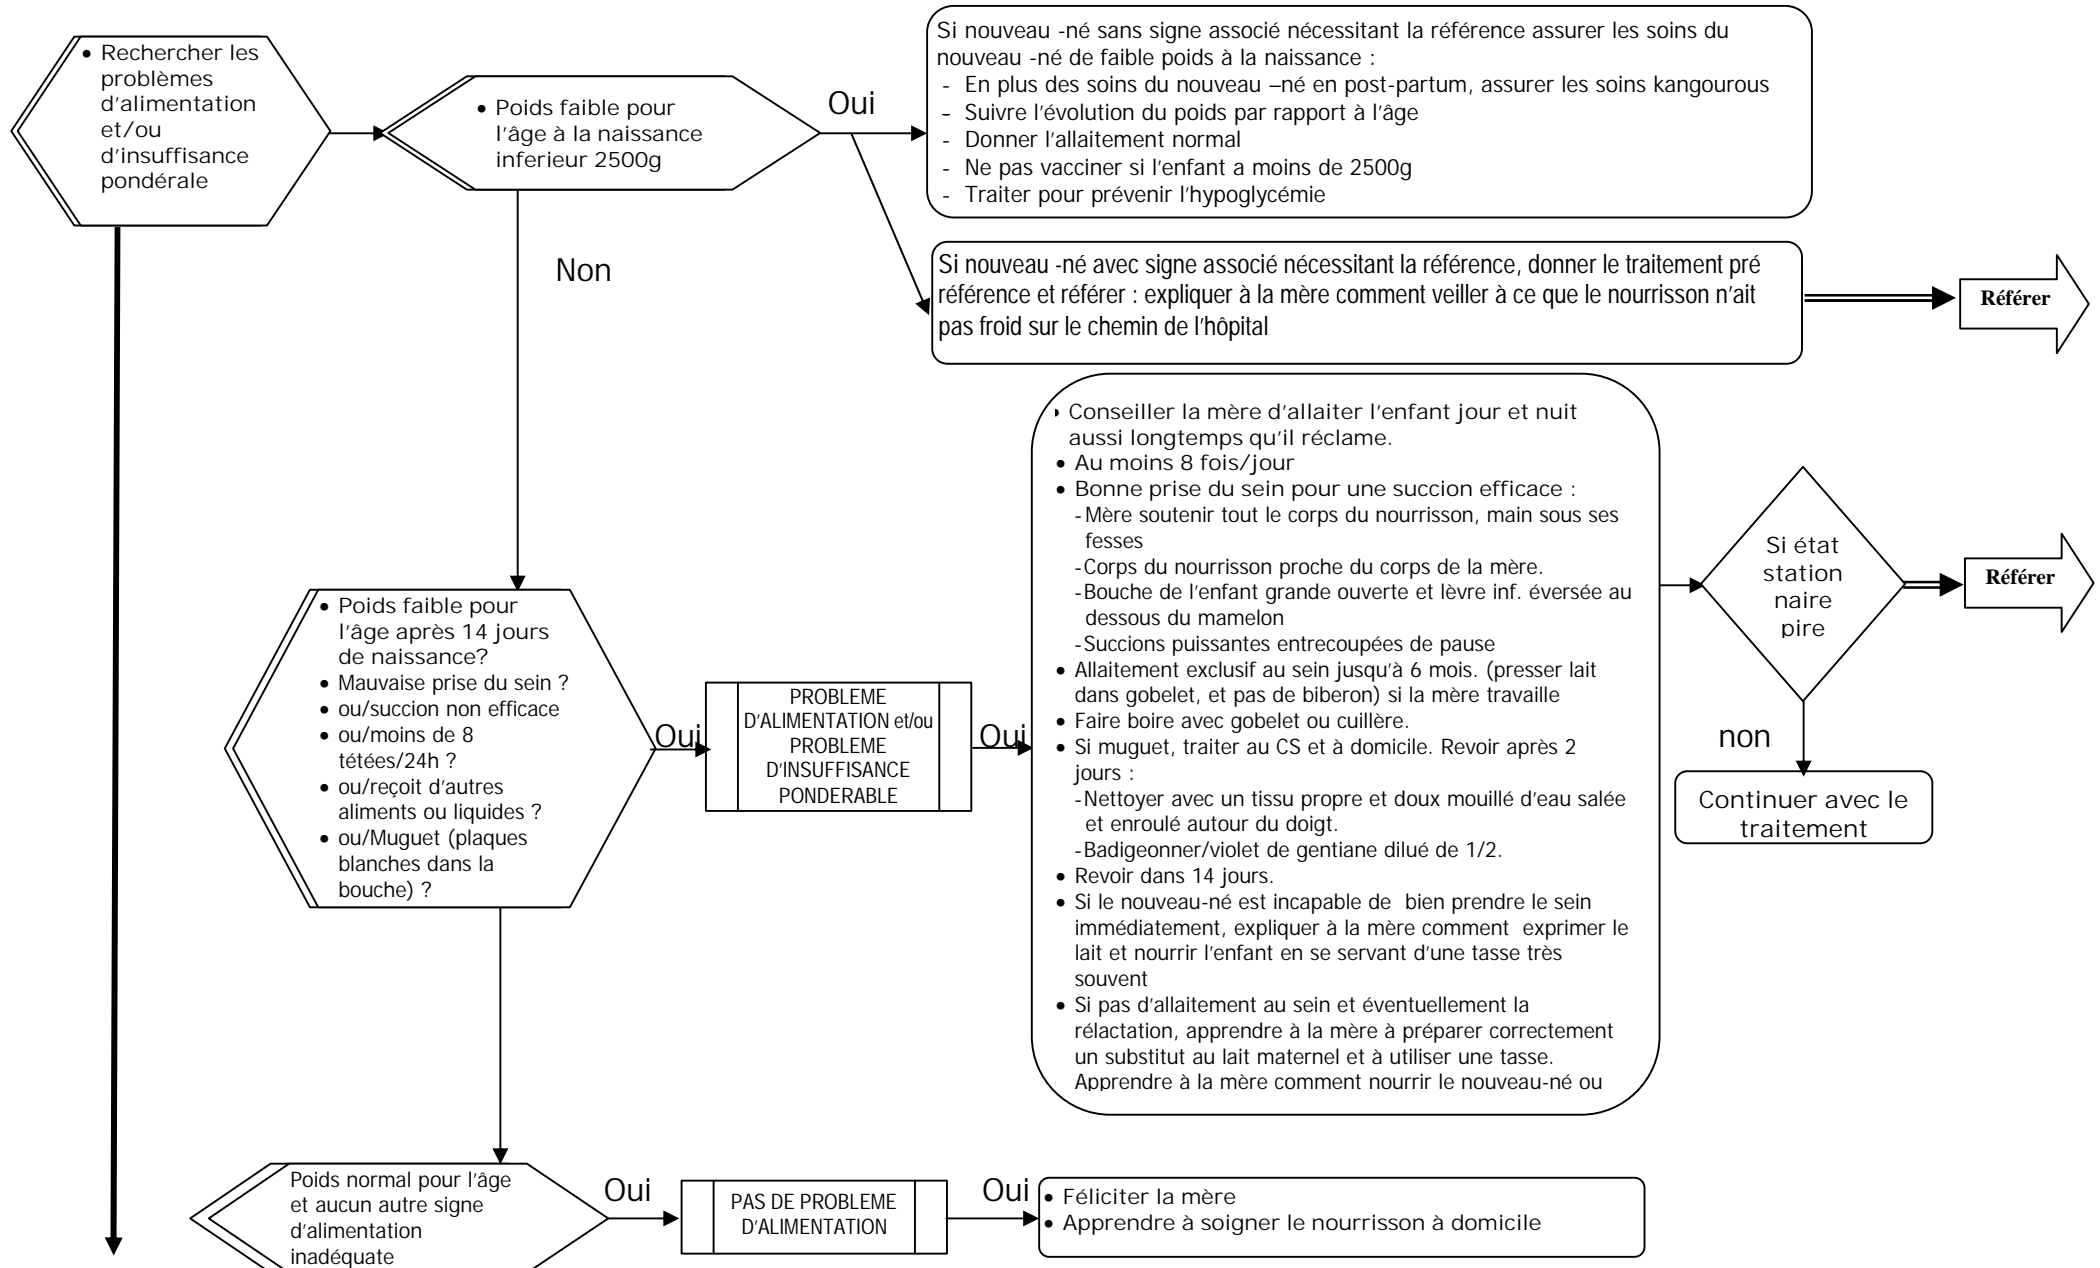 • Rechercher les
problèmes
d'alimentation
et/ou
d'insuffisance
pondérale
• Poids faible pour
l'âge à la naissance
inferieur 2500g
Oui
Si nouveau -né sans signe associé nécessitant la référence assurer les soins du
nouveau -né de faible poids à la naissance :
- En plus des soins du nouveau –né en post-partum, assurer les soins kangourous
- Suivre l'évolution du poids par rapport à l'âge
- Donner l'allaitement normal
- Ne pas vacciner si l'enfant a moins de 2500g
- Traiter pour prévenir l'hypoglycémie
Non
Si nouveau -né avec signe associé nécessitant la référence, donner le traitement pré
référence et référer : expliquer à la mère comment veiller à ce que le nourrisson n'ait
pas froid sur le chemin de l'hôpital
Référer
• Poids faible pour
l'âge après 14 jours
de naissance?
• Mauvaise prise du sein ?
• ou/succion non efficace
• ou/moins de 8
tétées/24h ?
• ou/reçoit d'autres
aliments ou liquides ?
• ou/Muguet (plaques
blanches dans la
bouche) ?
Oui
PROBLEME
D'ALIMENTATION et/ou
PROBLEME
D'INSUFFISANCE
PONDERABLE
Oui
• Conseiller la mère d'allaiter l'enfant jour et nuit
aussi longtemps qu'il réclame.
• Au moins 8 fois/jour
• Bonne prise du sein pour une succion efficace :
-Mère soutenir tout le corps du nourrisson, main sous ses
fesses
-Corps du nourrisson proche du corps de la mère.
-Bouche de l'enfant grande ouverte et lèvre inf. éversée au
dessous du mamelon
-Succions puissantes entrecoupées de pause
• Allaitement exclusif au sein jusqu'à 6 mois. (presser lait
dans gobelet, et pas de biberon) si la mère travaille
• Faire boire avec gobelet ou cuillère.
• Si muguet, traiter au CS et à domicile. Revoir après 2
jours :
-Nettoyer avec un tissu propre et doux mouillé d'eau salée
et enroulé autour du doigt.
-Badigeonner/violet de gentiane dilué de 1/2.
• Revoir dans 14 jours.
• Si le nouveau-né est incapable de bien prendre le sein
immédiatement, expliquer à la mère comment exprimer le
lait et nourrir l'enfant en se servant d'une tasse très
souvent
• Si pas d'allaitement au sein et éventuellement la
rélactation, apprendre à la mère à préparer correctement
un substitut au lait maternel et à utiliser une tasse.
Apprendre à la mère comment nourrir le nouveau-né ou
Si état
station
naire
pire
Référer
non
Continuer avec le
traitement
Poids normal pour l'âge
et aucun autre signe
d'alimentation
inadéquate
Oui
PAS DE PROBLEME
D'ALIMENTATION
Oui
• Féliciter la mère
• Apprendre à soigner le nourrisson à domicile